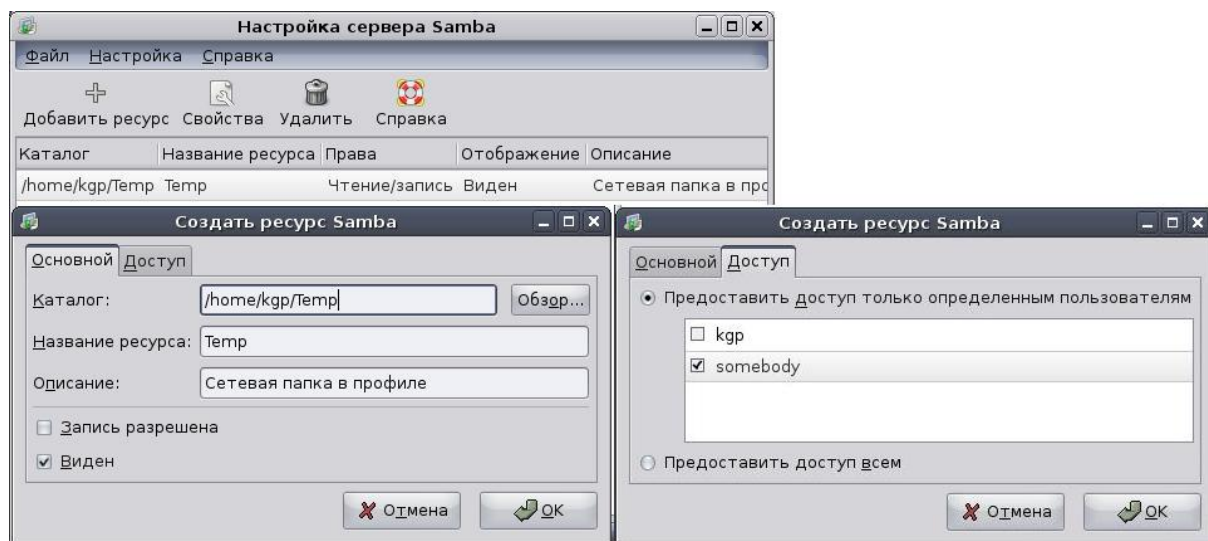 Настройка сервера Samba
Файл Настройка Справка
Добавить ресурс Свойства Удалить Справка
Каталог Название ресурса Права Отображение Описание
/home/kgp/Temp Temp Чтение/запись Виден Сетевая папка в про
Создать ресурс Samba
Основной Доступ
Каталог: /home/kgp/Temp Обзор...
Название ресурса: Temp
Описание: Сетевая папка в профиле
Запись разрешена
Виден
Отмена OK
Создать ресурс Samba
Основной Доступ
Предоставить доступ только определенным пользователям
kgp
somebody
Предоставить доступ всем
Отмена OK